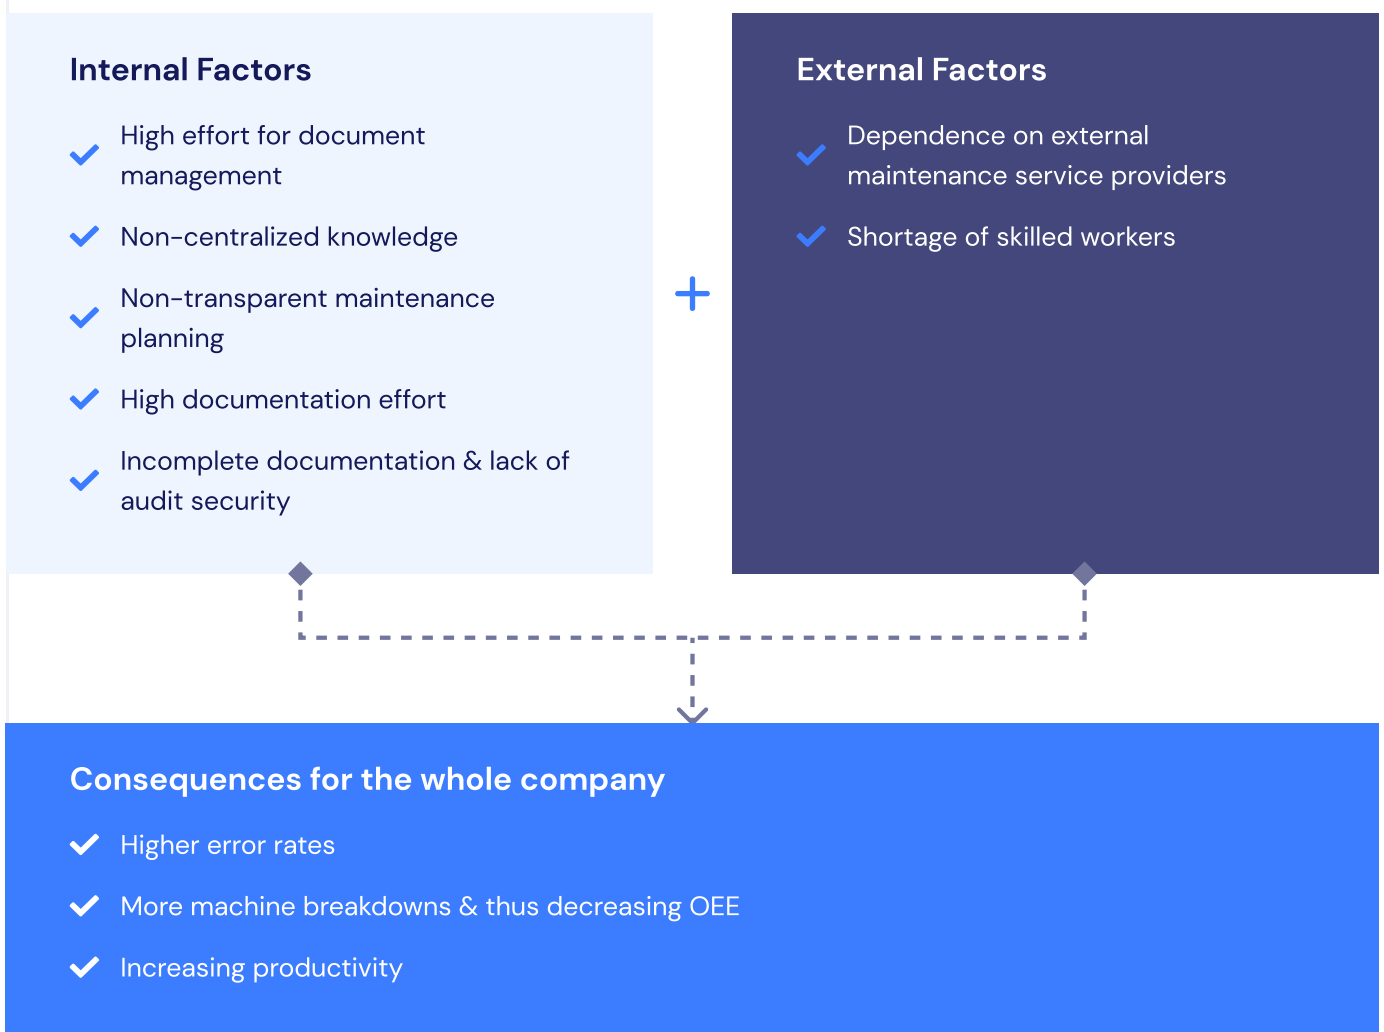 Internal Factors
High effort for document
management
Non-centralized knowledge
Non-transparent maintenance
planning
High documentation effort
Incomplete documentation & lack of
audit security
External Factors
Dependence on external
maintenance service providers
Shortage of skilled workers
Consequences for the whole company
Higher error rates
More machine breakdowns & thus decreasing OEE
Increasing productivity